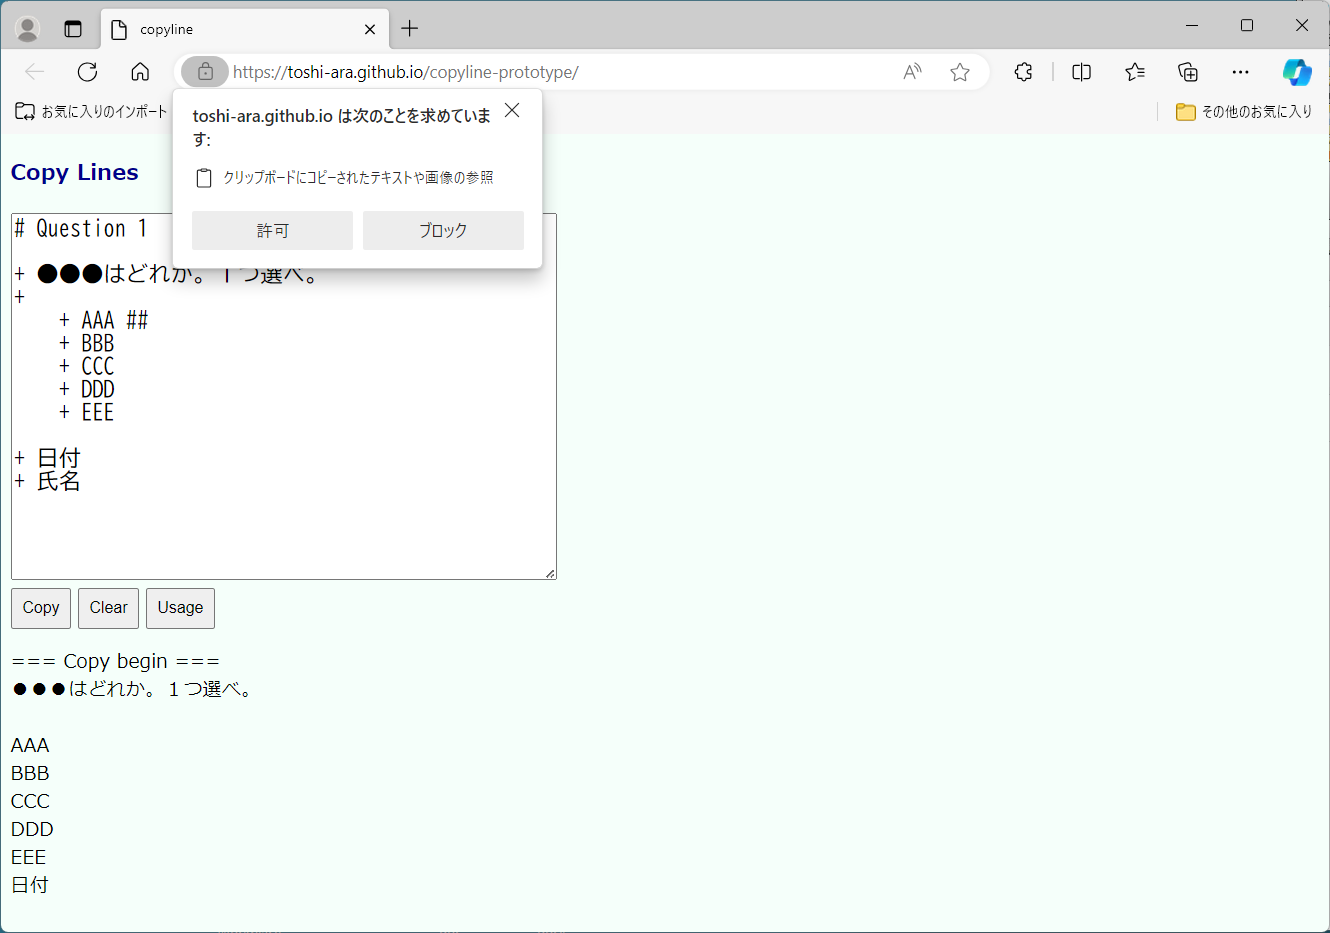 copyline
https://toshi-ara.github.io/copyline-prototype/
お気に入りのインポート
その他のお気に入り
toshi-ara.github.io は次のことを求めていま
す:
クリップボードにコピーされたテキストや画像の参照
許可
ブロック
Copy Lines
# Question 1
+ ●●●はどれか。１つ選べ。
+
+ AAA ##
+ BBB
+ CCC
+ DDD
+ EEE
+ 日付
+ 氏名
Copy
Clear
Usage
=== Copy begin ===
●●●はどれか。１つ選べ。
AAA
BBB
CCC
DDD
EEE
日付